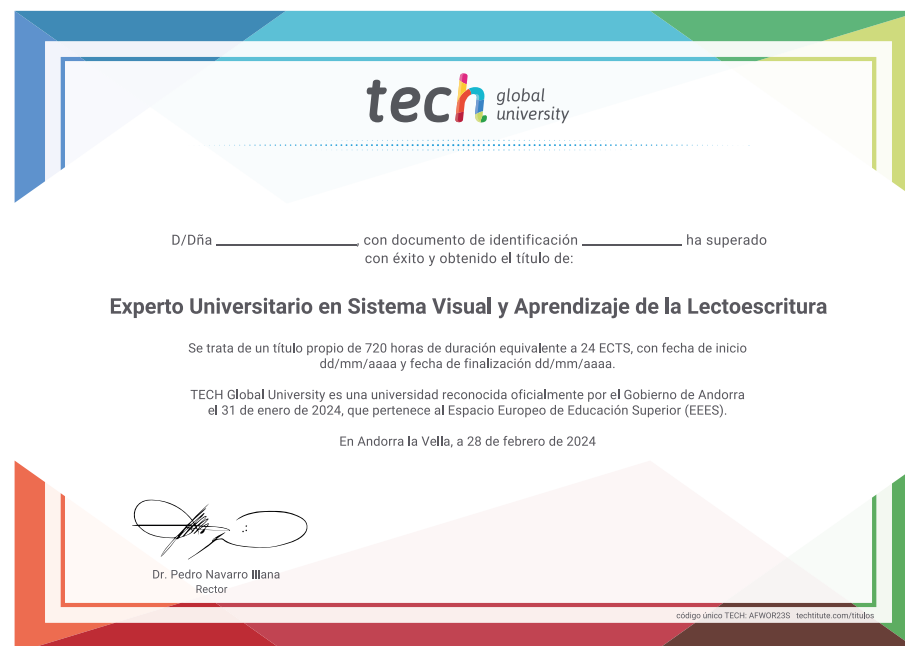 tech global university
D/Dña , con documento de identificación ha superado
con éxito y obtenido el título de:
Experto Universitario en Sistema Visual y Aprendizaje de la Lectoescritura
Se trata de un título propio de 720 horas de duración equivalente a 24 ECTS, con fecha de inicio
dd/mm/aaaa y fecha de finalización dd/mm/aaaa.
TECH Global University es una universidad reconocida oficialmente por el Gobierno de Andorra
el 31 de enero de 2024, que pertenece al Espacio Europeo de Educación Superior (EEES).
En Andorra la Vella, a 28 de febrero de 2024
Dr. Pedro Navarro Illana
Rector
código único TECH: AFWOR23S techtitute.com/titulos